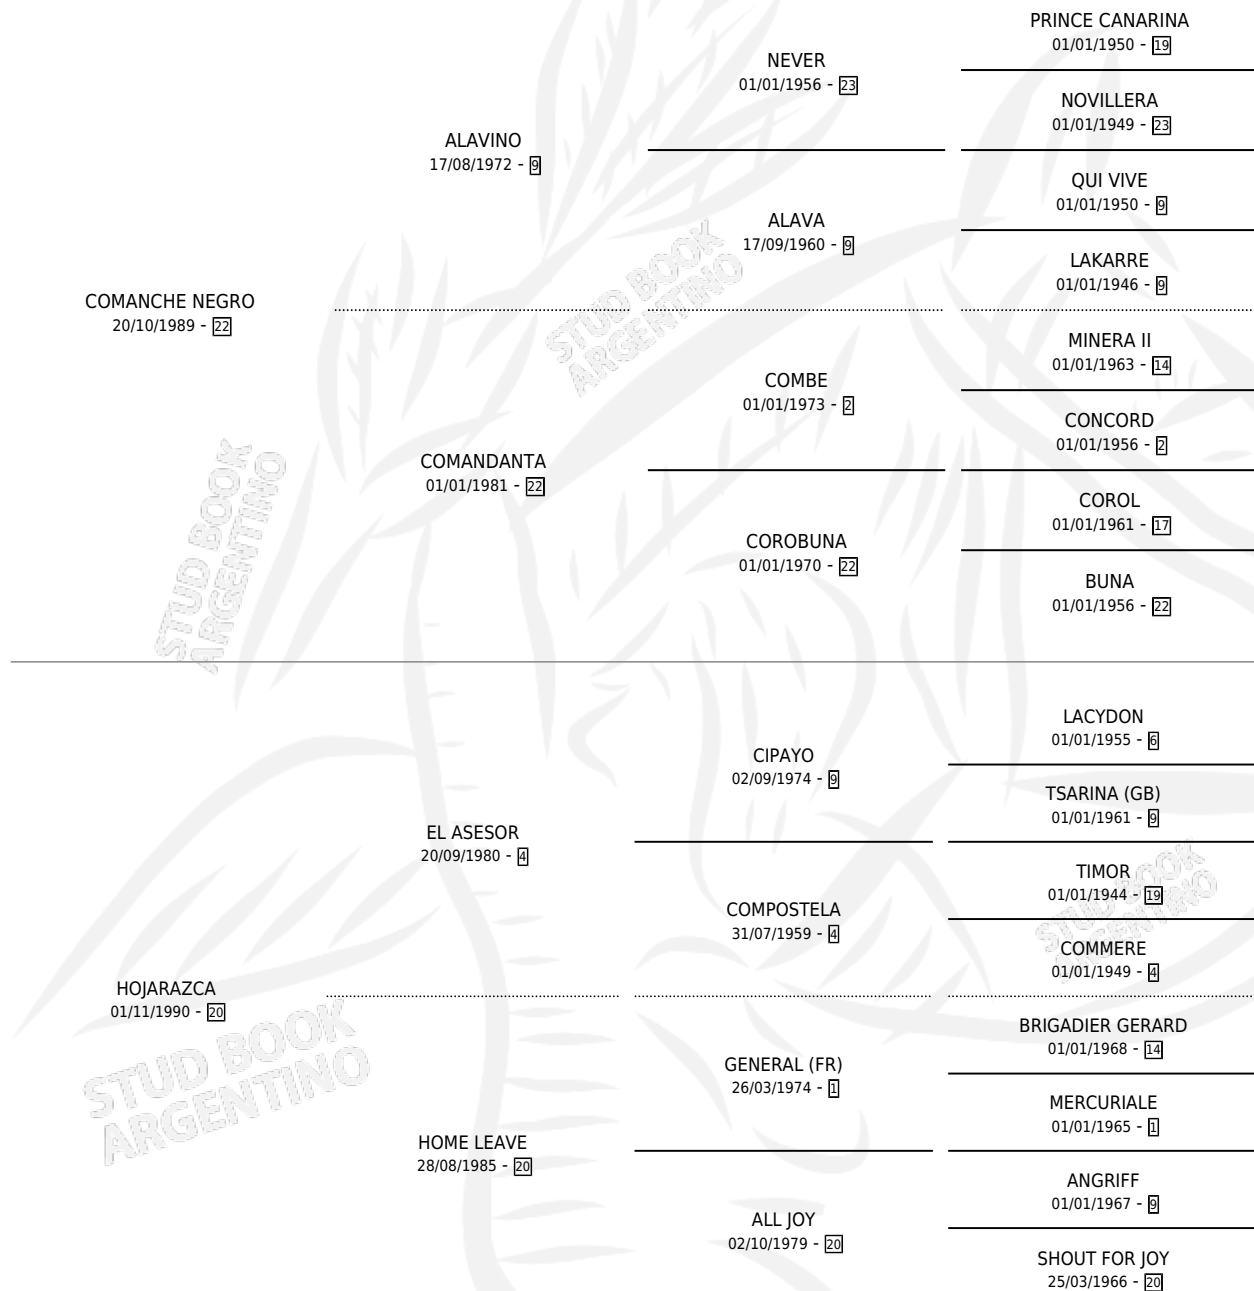 PRINCE CANARINA
01/01/1950 - 19
NEVER
01/01/1956 - 23
NOVILLERA
01/01/1949 - 23
ALAVINO
17/08/1972 - 9
QUI VIVE
01/01/1950 - 9
ALAVA
17/09/1960 - 9
LAKARRE
01/01/1946 - 9
COMANCHE NEGRO
20/10/1989 - 22
STUD BOOK
ARGENTINO
MINERA II
01/01/1963 - 14
COMBE
01/01/1973 - 2
CONCORD
01/01/1956 - 2
COMANDANTA
01/01/1981 - 22
COROL
01/01/1961 - 17
COROBUNA
01/01/1970 - 22
BUNA
01/01/1956 - 22
STUD BOOK
ARGENTINO
LACYDON
01/01/1955 - 6
CIPAYO
02/09/1974 - 9
TSARINA (GB)
01/01/1961 - 9
EL ASESOR
20/09/1980 - 4
TIMOR
01/01/1944 - 19
COMPOSTELA
31/07/1959 - 4
COMMERE
01/01/1949 - 4
STUD BOOK
ARGENTINO
HOJARAZCA
01/11/1990 - 20
STUD BOOK
ARGENTINO
BRIGADIER GERARD
01/01/1968 - 14
GENERAL (FR)
26/03/1974 - 1
MERCURIALE
01/01/1965 - 1
HOME LEAVE
28/08/1985 - 20
ANGRIFF
01/01/1967 - 9
ALL JOY
02/10/1979 - 20
SHOUT FOR JOY
25/03/1966 - 20